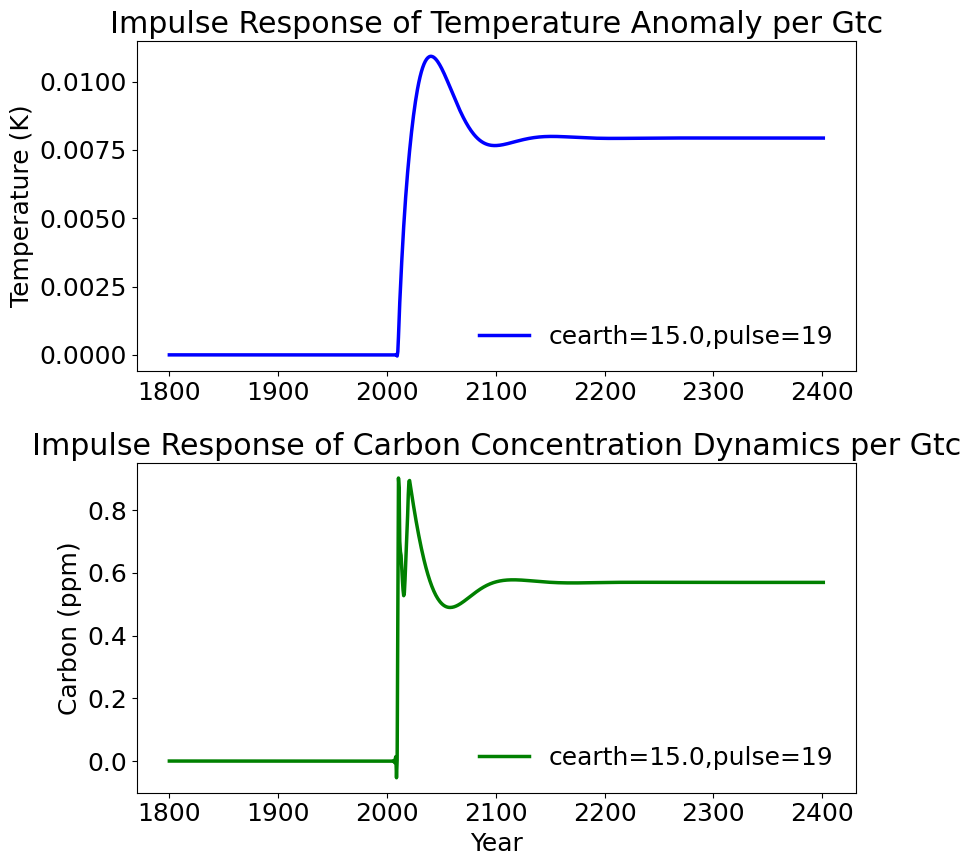 Impulse Response of Temperature Anomaly per Gtc
Temperature (K)
0.0100
0.0075
0.0050
0.0025
0.0000
cearth=15.0,pulse=19
1800 1900 2000 2100 2200 2300 2400
Impulse Response of Carbon Concentration Dynamics per Gtc
Carbon (ppm)
0.8
0.6
0.4
0.2
0.0
cearth=15.0,pulse=19
1800 1900 2000 2100 2200 2300 2400
Year